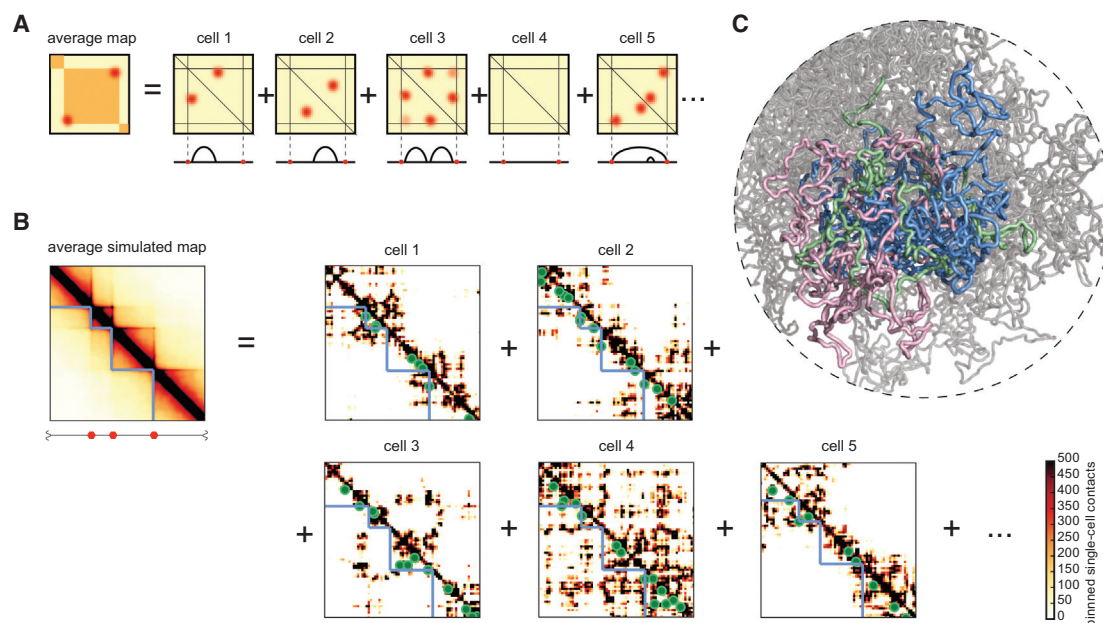 A
average map
=
cell 1
+
cell 2
+
cell 3
+
cell 4
+
cell 5
...
C
B
average simulated map
=
cell 1
+
cell 2
+
+
cell 3
+
cell 4
+
cell 5
+
...
500
450
400
350
300
250
200
150
100
50
0
pinnned single-cell contacts